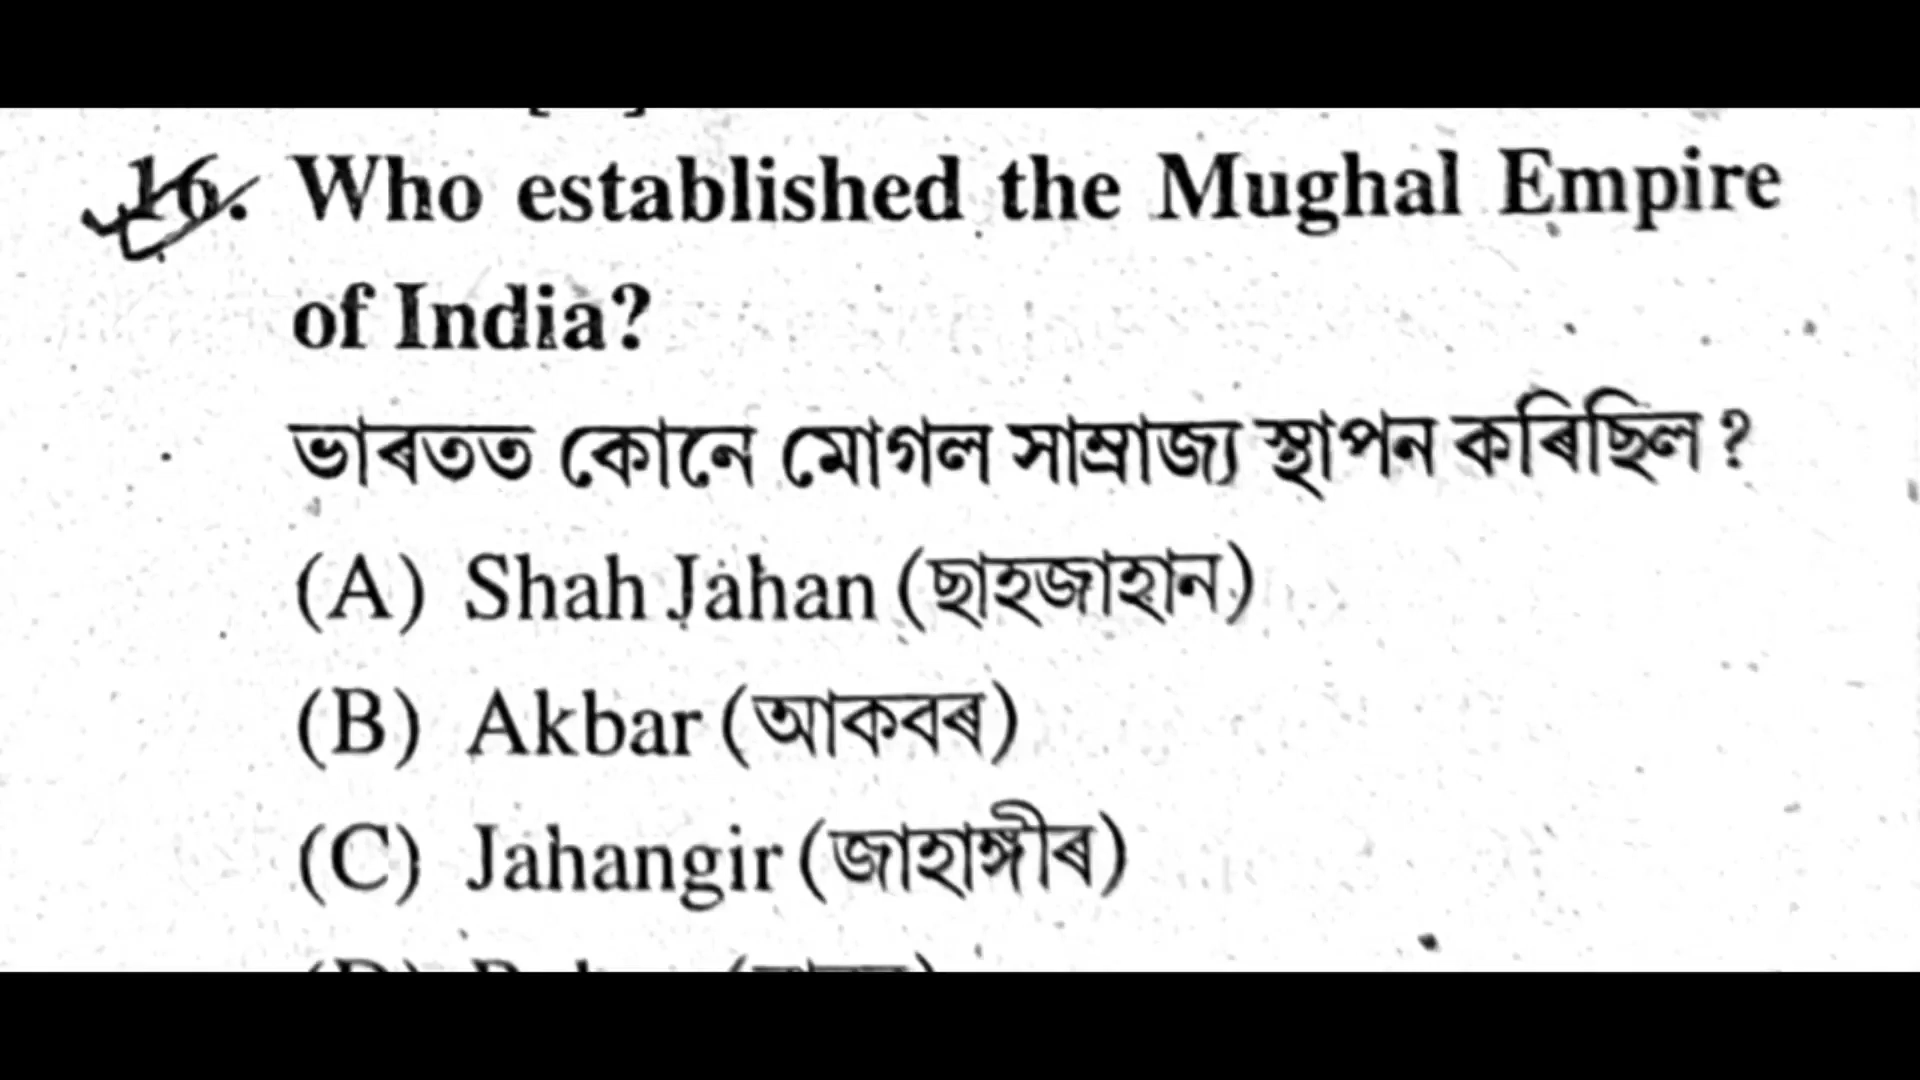 16. Who established the Mughal Empire
of India?
ভাৰতত কোনে মোগল সাম্ৰাজ্য স্থাপন কৰিছিল ?
(A) Shah Jahan (ছাহজাহান)
(B) Akbar (আকবৰ)
(C) Jahangir (জাহাঙ্গীৰ)